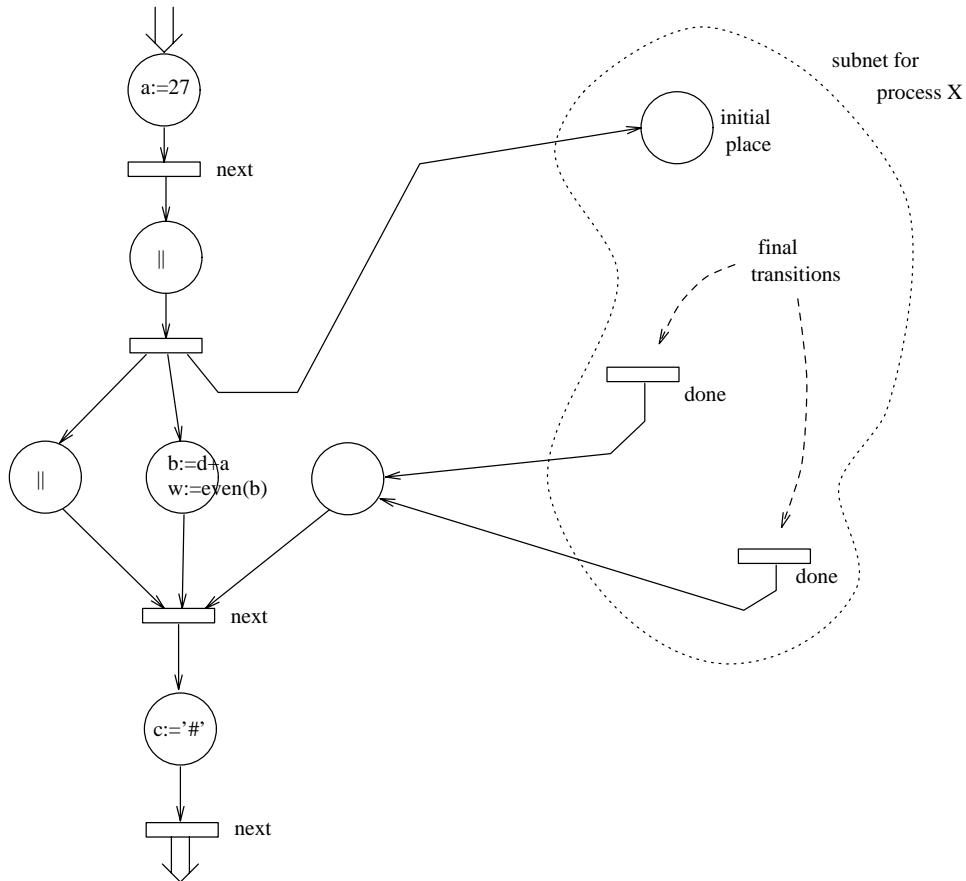 a:=27
next
||
subnet for
process X
initial
place
final
transitions
done
||
b:=d+a
w:=even(b)
done
next
c:='#'
next